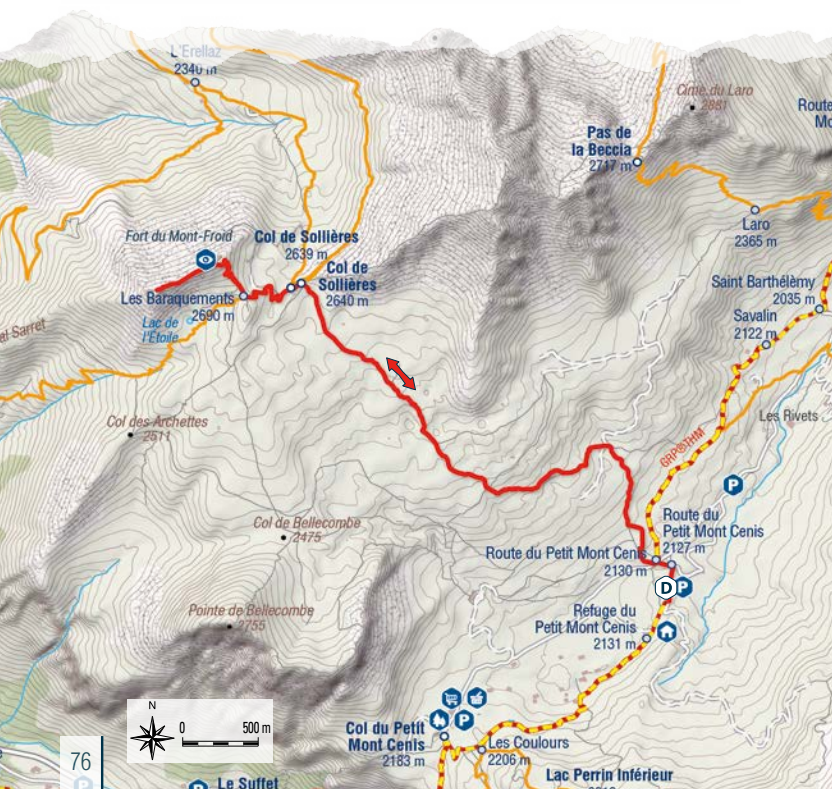 L'Erellaz
2340 m
Cime du Laro
2881
Route
Mo
Pas de
la Beccia
2717 m
Laro
2365 m
Fort du Mont-Froid
Col de Sollières
2639 m
Col de
Sollières
2640 m
Les Baraquements
2690 m
Lac de
l'Étoile
al Sarret
Saint Barthélèmy
2035 m
Savalin
2122 m
Col des Archettes
2511
Les Rivets
P
Col de Bellecombe
2475
Route du
Petit Mont Cenis
2127 m
Route du Petit Mont Cenis
2130 m
D P
Pointe de Bellecombe
2755
Refuge du
Petit Mont Cenis
2131 m
N
0 500 m
P
Col du Petit
Mont Cenis
2183 m
Les Coulours
2206 m
76
Le Suffet
Lac Perrin Inférieur